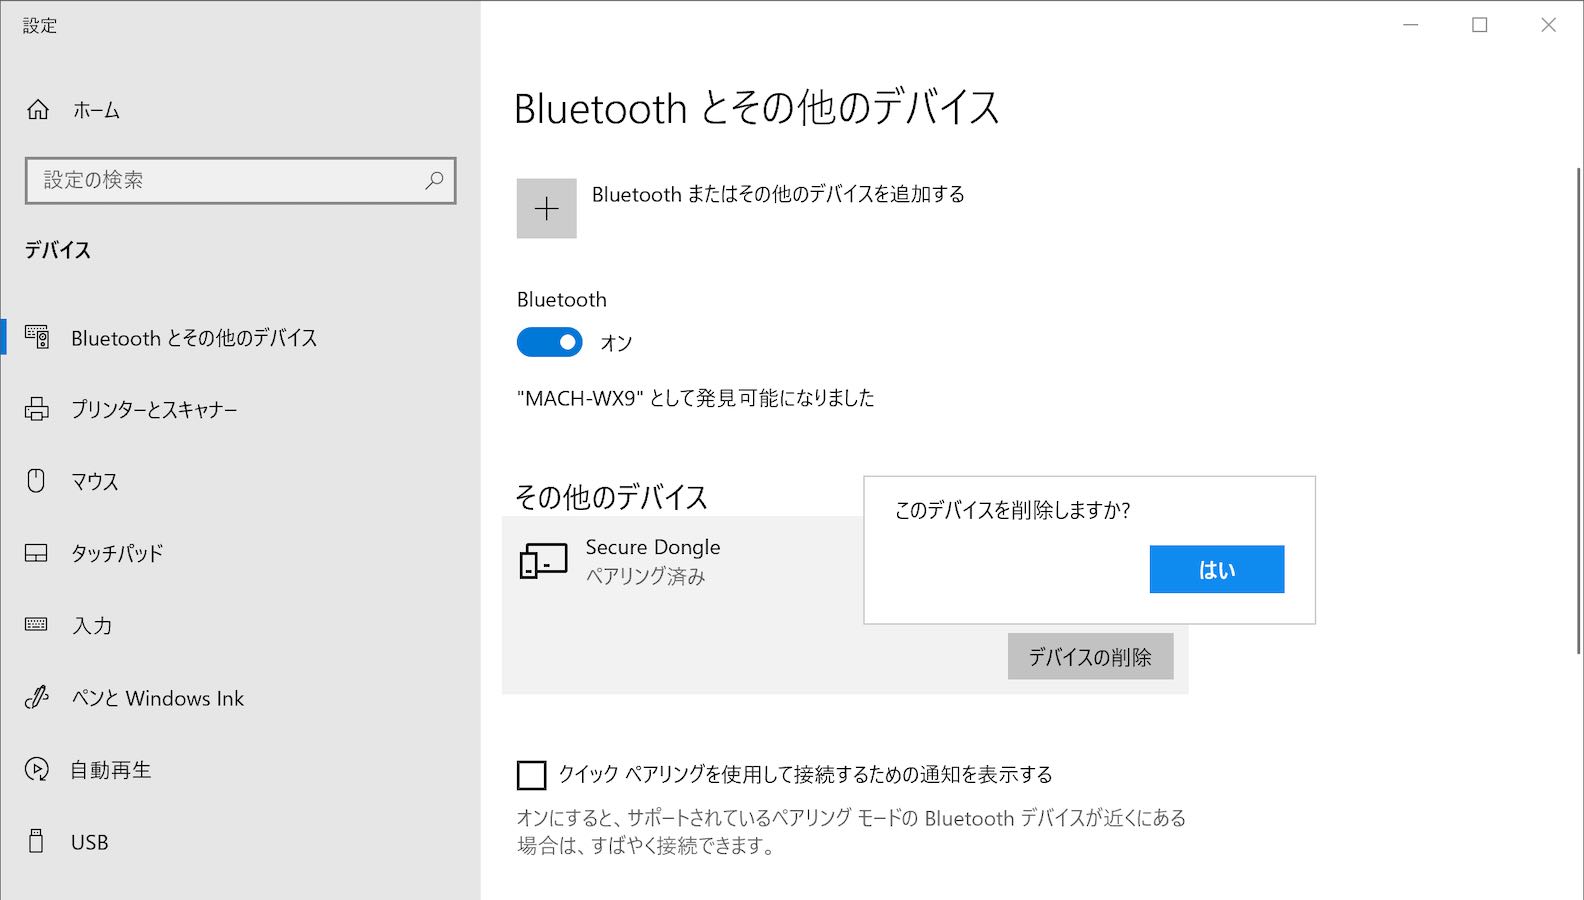 設定
ホーム
設定の検索
デバイス
Bluetooth とその他のデバイス
プリンターとスキャナー
マウス
タッチパッド
入力
ペンと Windows Ink
自動再生
USB
Bluetooth とその他のデバイス
Bluetooth またはその他のデバイスを追加する
Bluetooth
オン
"MACH-WX9" として発見可能になりました
その他のデバイス
Secure Dongle
ペアリング済み
このデバイスを削除しますか?
はい
デバイスの削除
クイック ペアリングを使用して接続するための通知を表示する
オンにすると、サポートされているペアリング モードの Bluetooth デバイスが近くにある
場合は、すばやく接続できます。